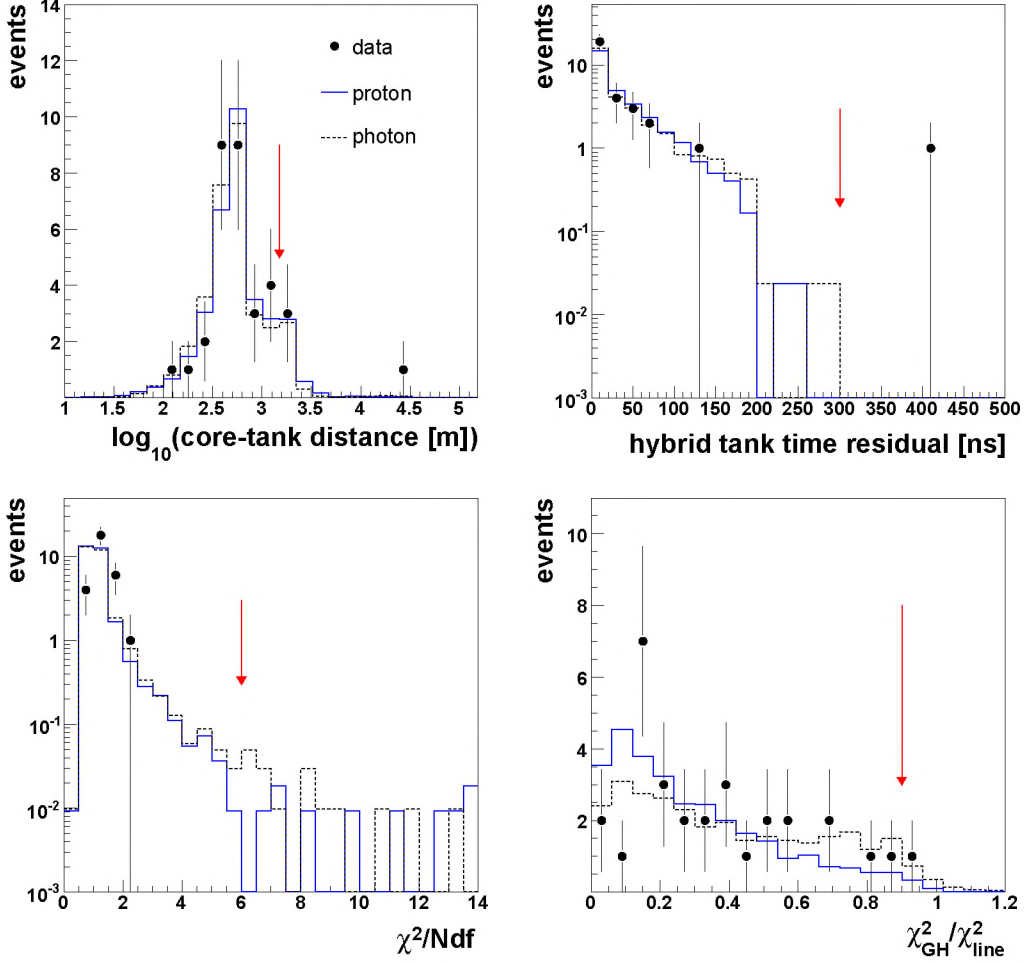 events
14
12
10
8
6
4
2
1 1.5 2 2.5 3 3.5 4 4.5 5
log10(core-tank distance [m])
data
proton
photon
events
10
1
10^-1
10^-2
10^-3
0 50 100 150 200 250 300 350 400 450 500
hybrid tank time residual [ns]
events
10
1
10^-1
10^-2
10^-3
0 2 4 6 8 10 12 14
χ²/Ndf
events
10
8
6
4
2
0 0.2 0.4 0.6 0.8 1 1.2
χ²GH/χ²line